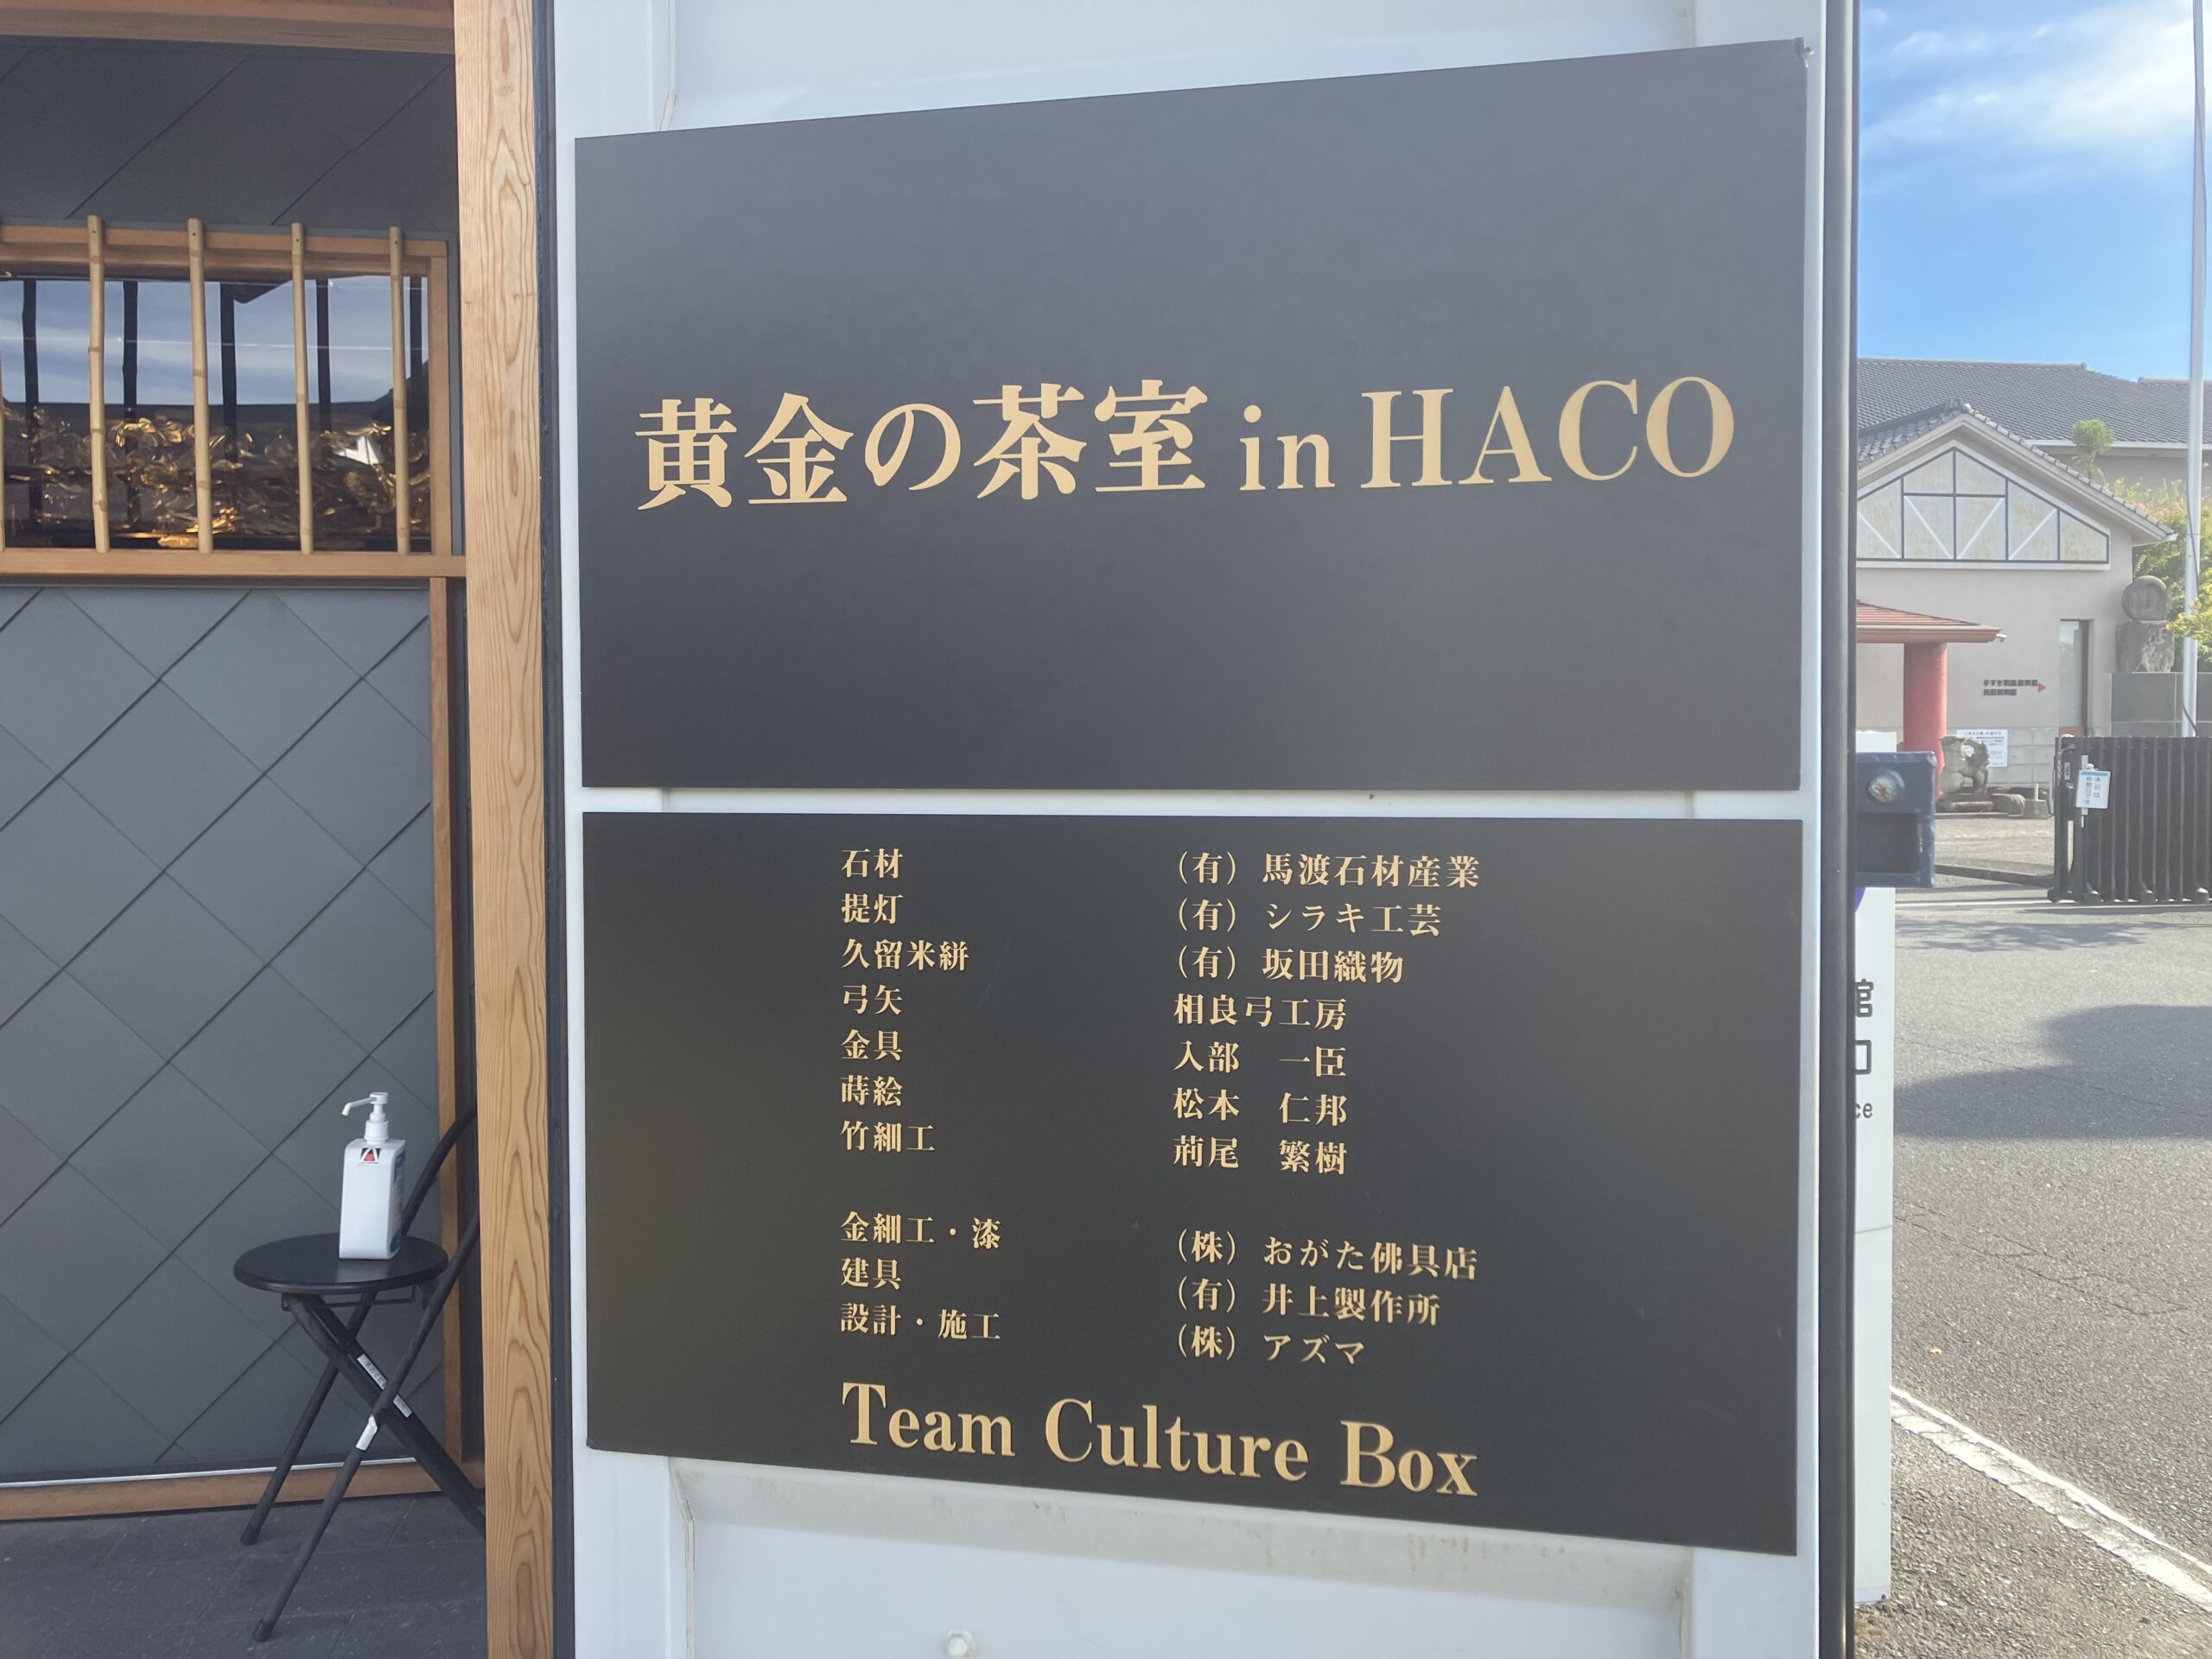 黄金の茶室 in HACO
石材 （有）馬渡石材産業
提灯 （有）シラキ工芸
久留米絣 （有）坂田織物
弓矢 相良弓工房
金具 入部 一臣
蒔絵 松本 仁邦
竹細工 荊尾 繁樹
金細工・漆 （株）おがた佛具店
建具 （有）井上製作所
設計・施工 （株）アズマ
Team Culture Box